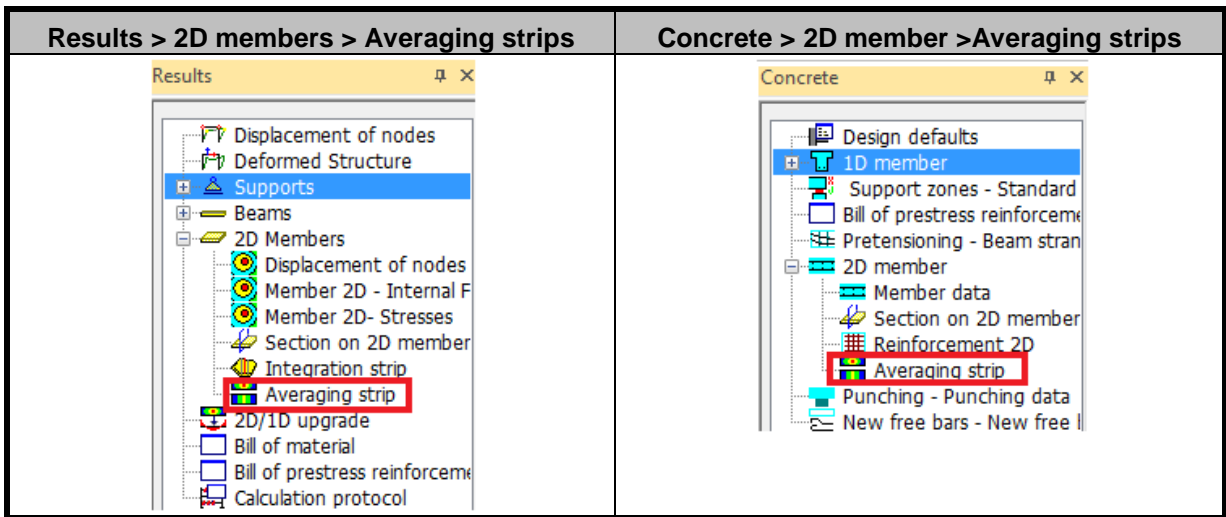 Results > 2D members > Averaging strips
Concrete > 2D member >Averaging strips
Results
Displacement of nodes
Deformed Structure
Supports
Beams
2D Members
Displacement of nodes
Member 2D - Internal F
Member 2D- Stresses
Section on 2D member
Integration strip
Averaging strip
2D/1D upgrade
Bill of material
Bill of prestress reinforceme
Calculation protocol
Concrete
Design defaults
1D member
Support zones - Standard
Bill of prestress reinforceme
Pretensioning - Beam stran
2D member
Member data
Section on 2D member
Reinforcement 2D
Averaging strip
Punching - Punching data
New free bars - New free l